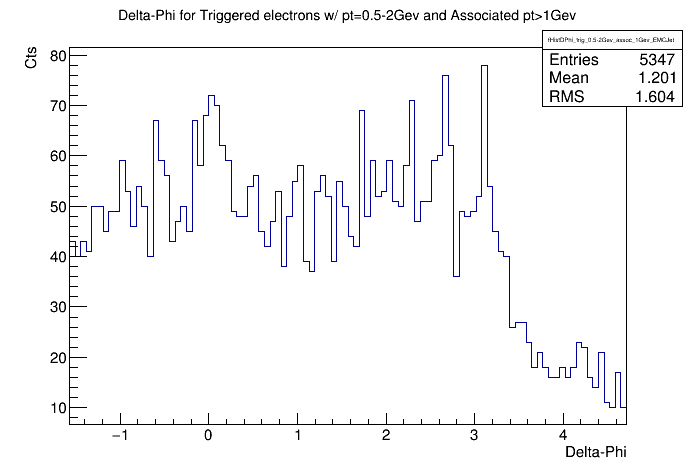 Delta-Phi for Triggered electrons w/ pt=0.5-2Gev and Associated pt>1Gev
fHistDPhi_trig_0.5-2Gev_assoc_1Gev_EMCJet
Entries 5347
Mean 1.201
RMS 1.604
Cts
80
70
60
50
40
30
20
10
−1 0 1 2 3 4
Delta-Phi